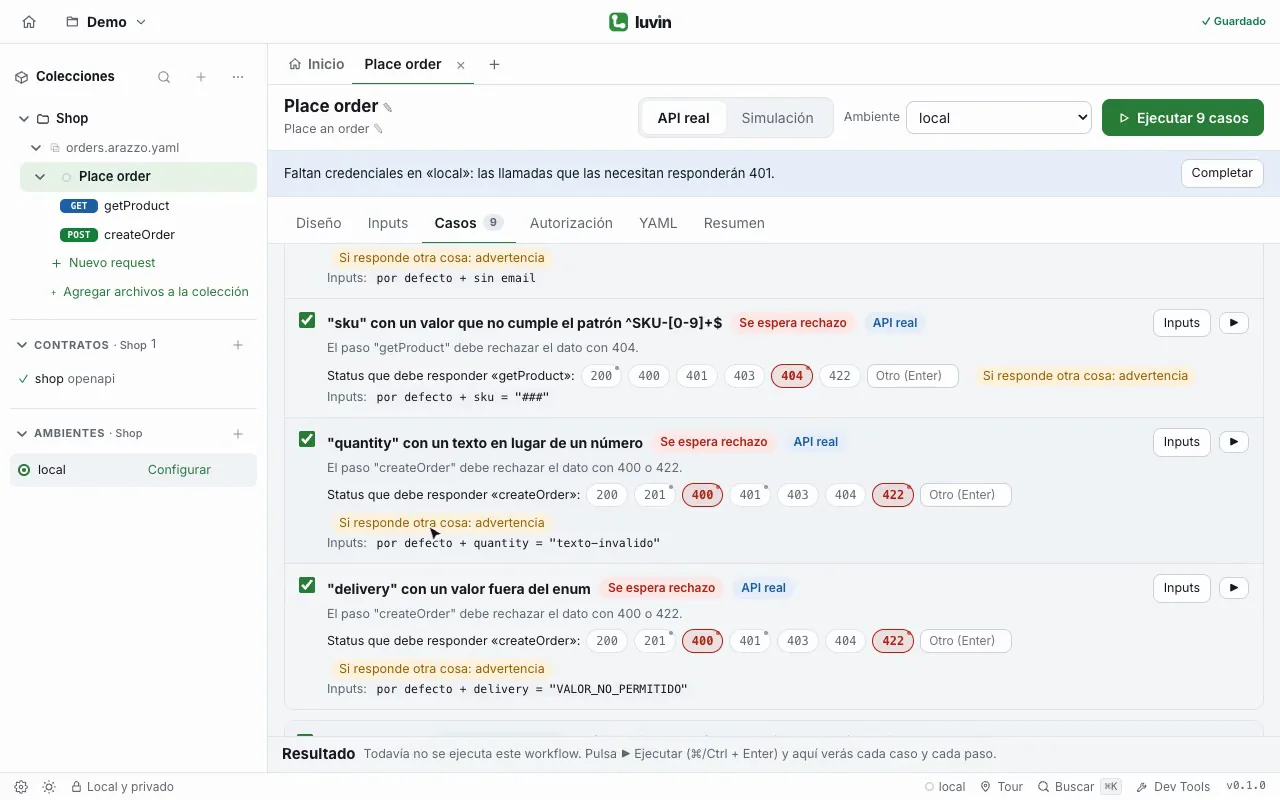 Demo
luvin
Guardado
Colecciones
Inicio
Place order
Shop
orders.arazzo.yaml
Place order
GET getProduct
POST createOrder
Nuevo request
Agregar archivos a la colección
CONTRATOS · Shop 1
shop openapi
AMBIENTES · Shop
local Configurar
Place order
Place an order
API real Simulación
Ambiente local
Ejecutar 9 casos
Faltan credenciales en «local»: las llamadas que las necesitan responderán 401.
Completar
Diseño Inputs Casos 9 Autorización YAML Resumen
Si responde otra cosa: advertencia
Inputs: por defecto + sin email
"sku" con un valor que no cumple el patrón ^SKU-[0-9]+$ Se espera rechazo API real Inputs
El paso "getProduct" debe rechazar el dato con 404.
Status que debe responder «getProduct»: 200 400 401 403 404 422 Otro (Enter) Si responde otra cosa: advertencia
Inputs: por defecto + sku = "###"
"quantity" con un texto en lugar de un número Se espera rechazo API real Inputs
El paso "createOrder" debe rechazar el dato con 400 o 422.
Status que debe responder «createOrder»: 200 201 400 401 403 404 422 Otro (Enter)
Si responde otra cosa: advertencia
Inputs: por defecto + quantity = "texto-invalido"
"delivery" con un valor fuera del enum Se espera rechazo API real Inputs
El paso "createOrder" debe rechazar el dato con 400 o 422.
Status que debe responder «createOrder»: 200 201 400 401 403 404 422 Otro (Enter)
Si responde otra cosa: advertencia
Inputs: por defecto + delivery = "VALOR_NO_PERMITIDO"
Resultado Todavía no se ejecuta este workflow. Pulsa ▶ Ejecutar (⌘/Ctrl + Enter) y aquí verás cada caso y cada paso.
Local y privado
local Tour Buscar ⌘K Dev Tools v0.1.0